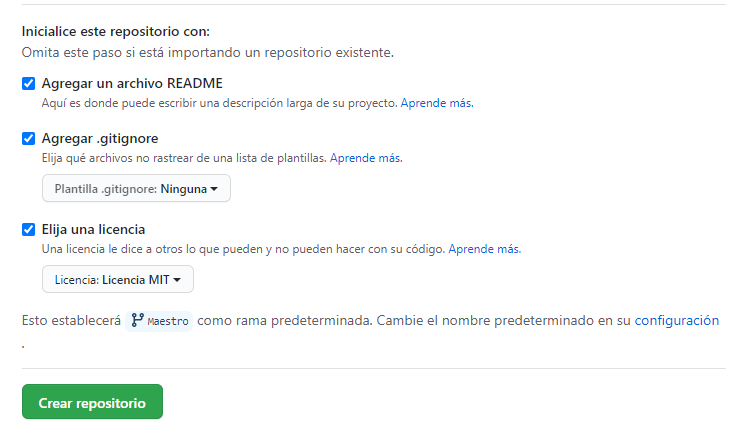 Inicialice este repositorio con:
Omita este paso si está importando un repositorio existente.
Agregar un archivo README
Aquí es donde puede escribir una descripción larga de su proyecto. Aprende más.
Agregar .gitignore
Elija qué archivos no rastrear de una lista de plantillas. Aprende más.
Plantilla .gitignore: Ninguna
Elija una licencia
Una licencia le dice a otros lo que pueden y no pueden hacer con su código. Aprende más.
Licencia: Licencia MIT
Esto establecerá Maestro como rama predeterminada. Cambie el nombre predeterminado en su configuración
.
Crear repositorio